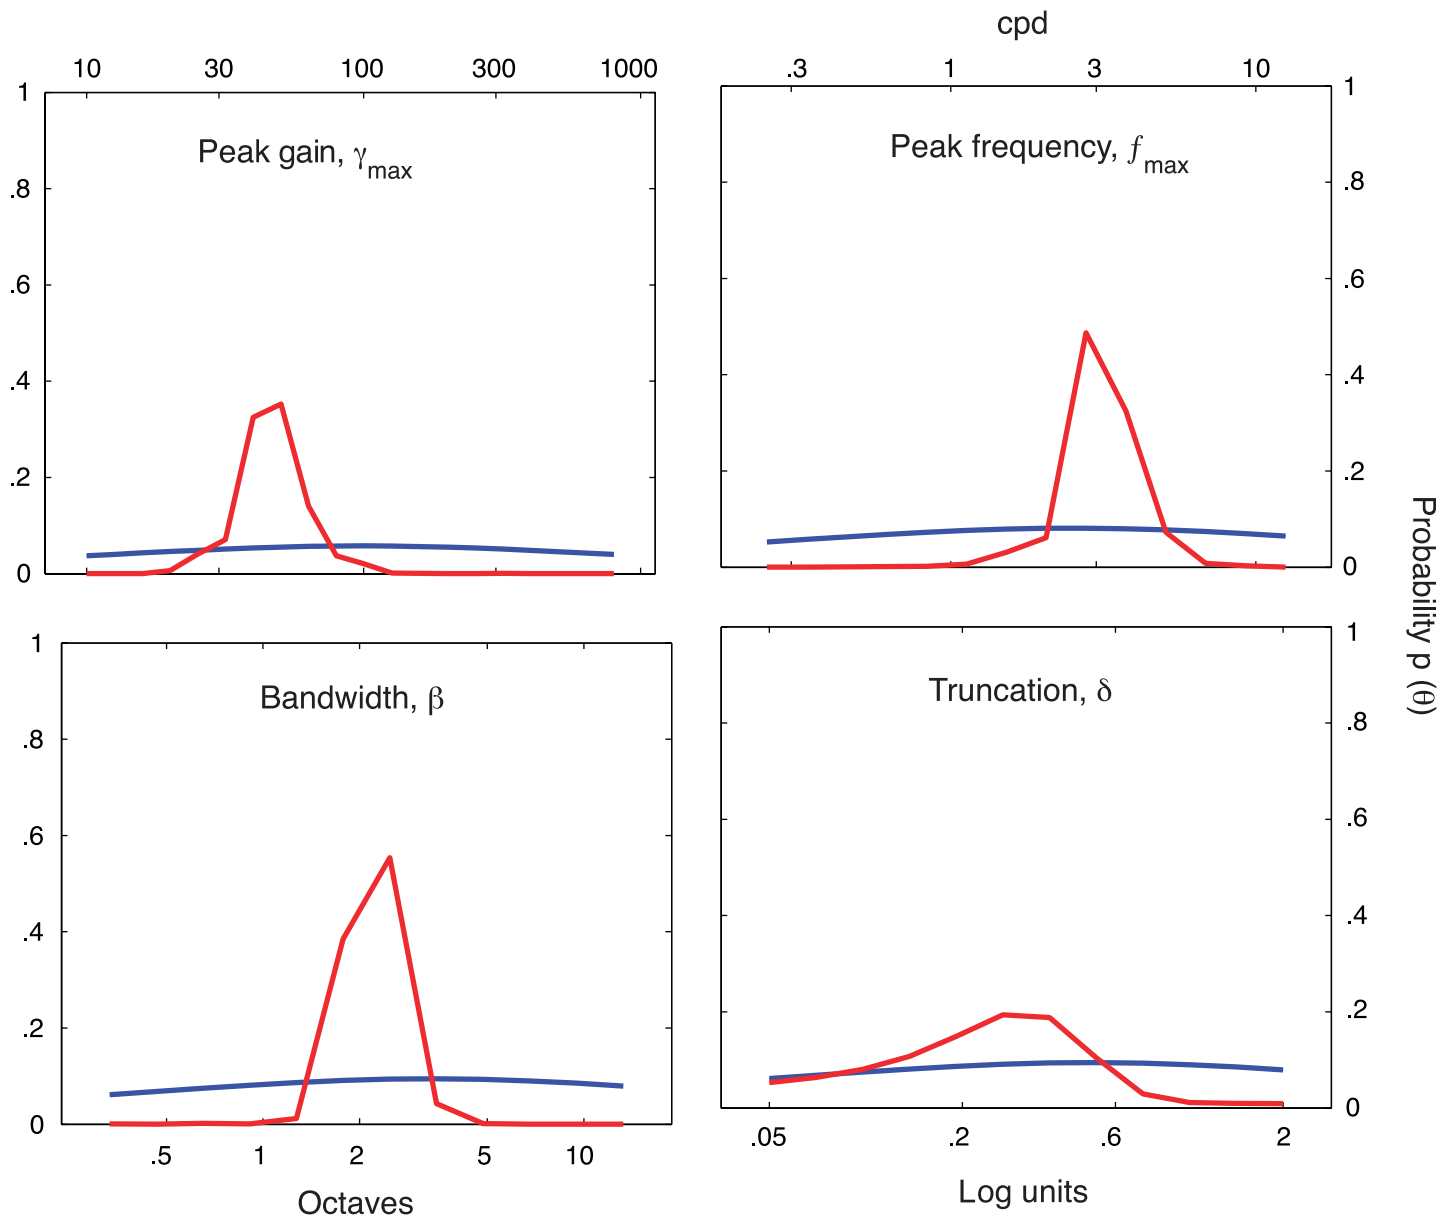 cpd
10 30 100 300 1000
.3 1 3 10
1
.8
.6
.4
.2
0
Peak gain, γmax
1
.8
.6
.4
.2
0
Peak frequency, fmax
1
.8
.6
.4
.2
0
Bandwidth, β
.5 1 2 5 10
Octaves
1
.8
.6
.4
.2
0
Truncation, δ
.05 .2 .6 2
Log units
Probability p (θ)